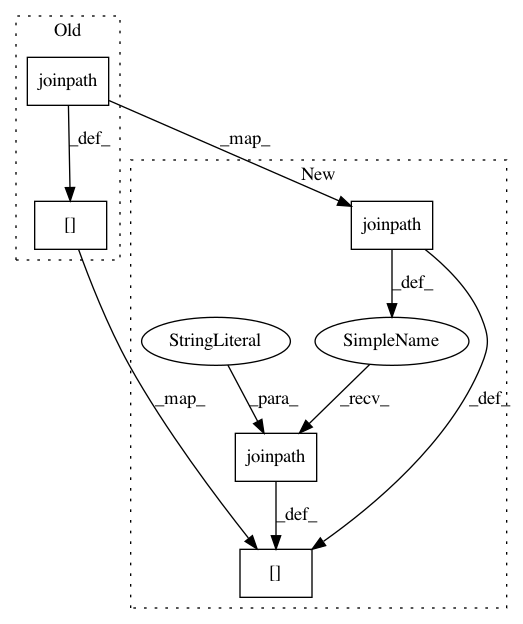 Old
joinpath
_def_
_map_
New
[]
joinpath
_def_
StringLiteral
SimpleName
_map_
_para_
_recv_
_def_
joinpath
_def_
[]